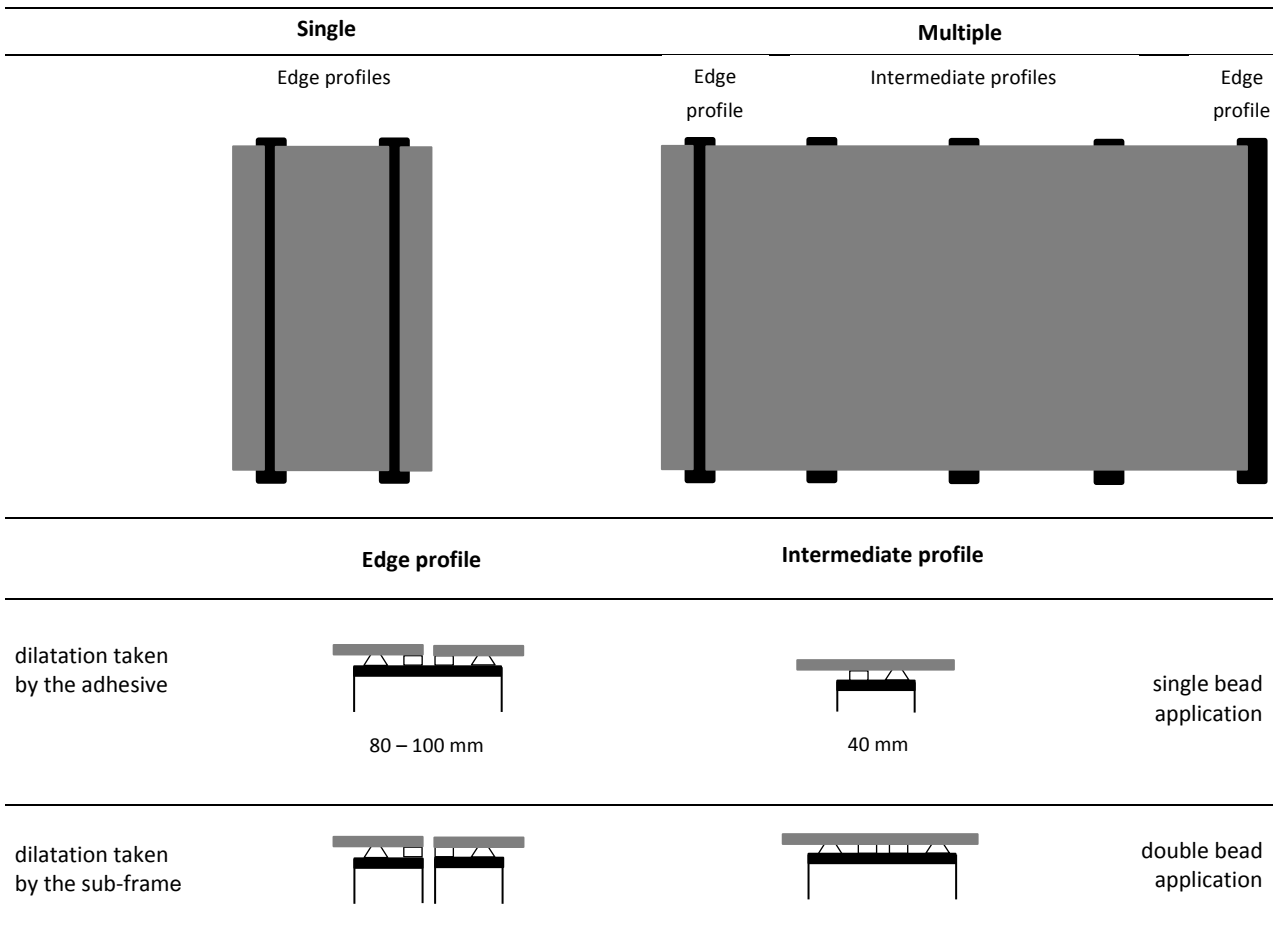 Single
Multiple
Edge profiles
Edge
profile
Intermediate profiles
Edge
profile
Edge profile
Intermediate profile
dilatation taken
by the adhesive
80 – 100 mm
40 mm
single bead
application
dilatation taken
by the sub-frame
double bead
application